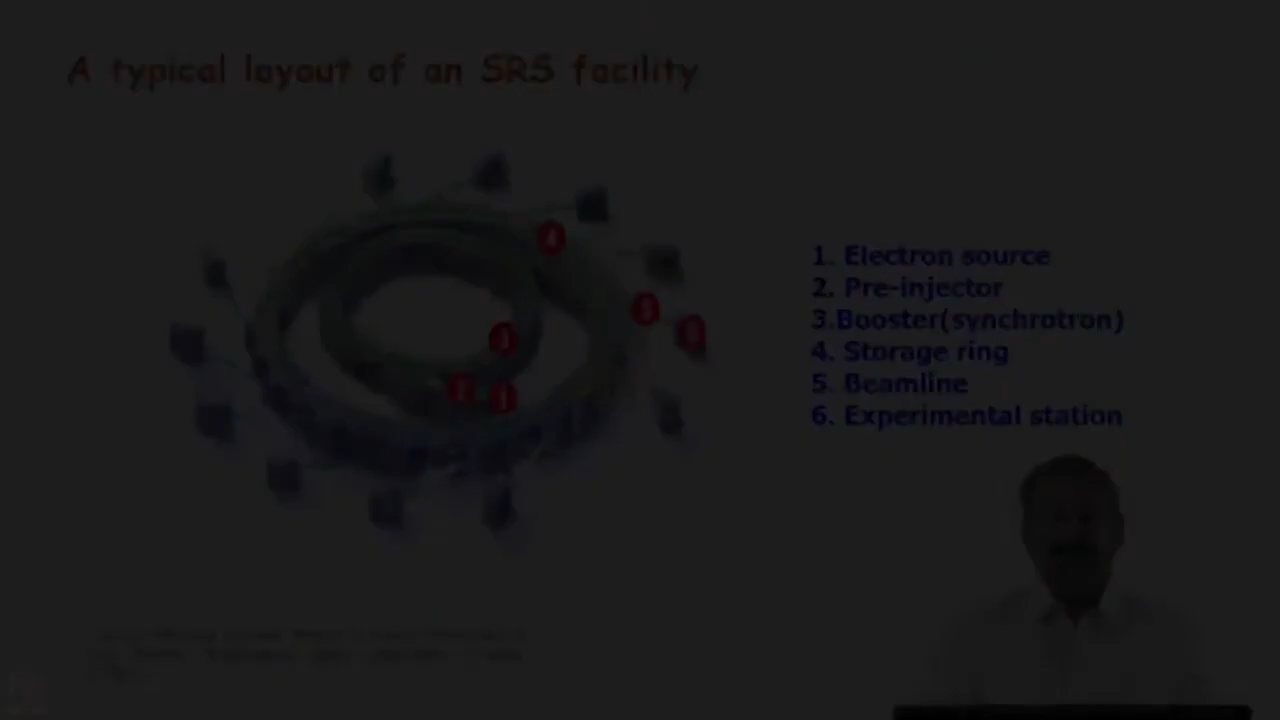 A typical layout of an SRS facility
4
1. Electron source
2. Pre-injector
3.Booster(synchrotron)
4. Storage ring
5. Beamline
6. Experimental station